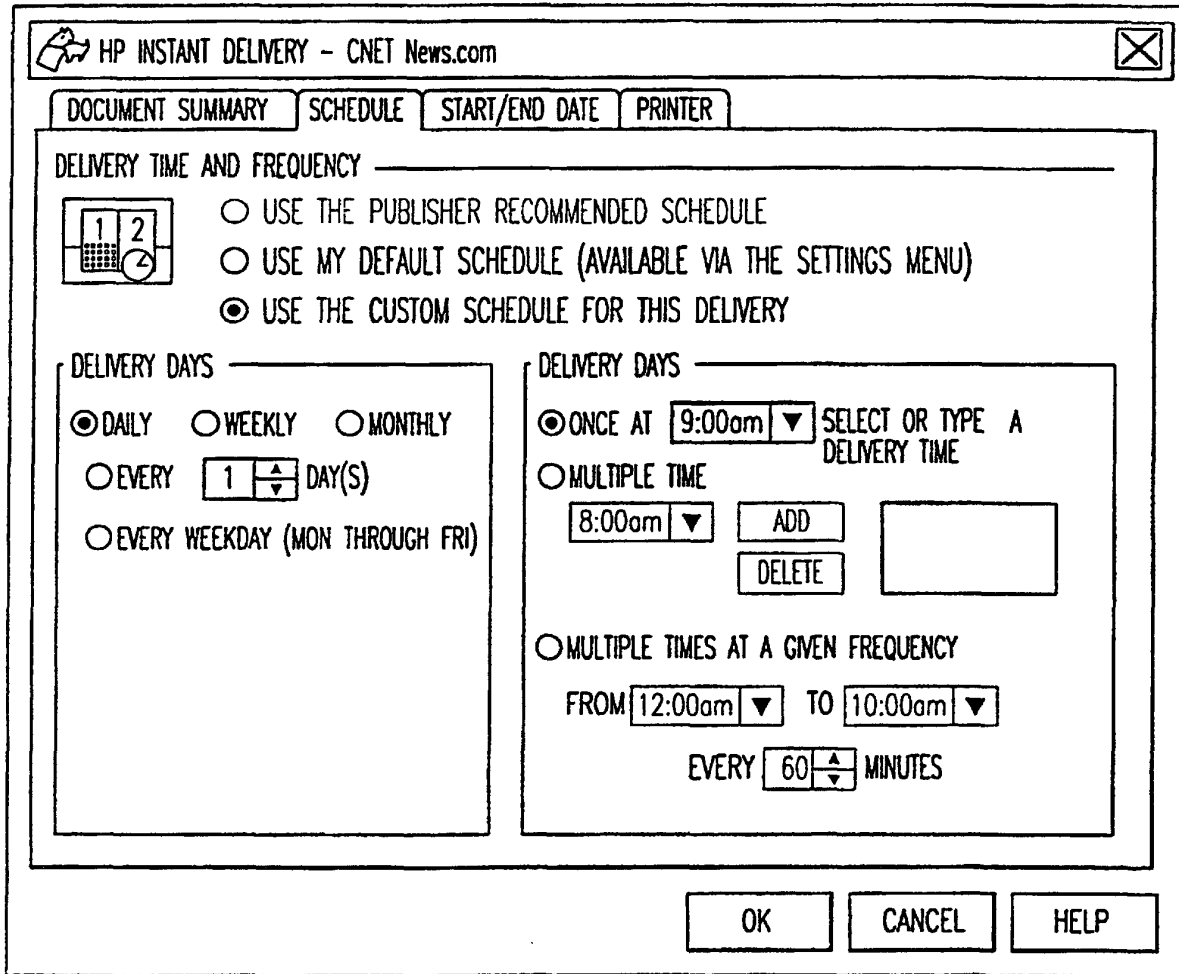 HP INSTANT DELIVERY - CNET News.com
DOCUMENT SUMMARY SCHEDULE START/END DATE PRINTER
DELIVERY TIME AND FREQUENCY
1 2
USE THE PUBLISHER RECOMMENDED SCHEDULE
USE MY DEFAULT SCHEDULE (AVAILABLE VIA THE SETTINGS MENU)
USE THE CUSTOM SCHEDULE FOR THIS DELIVERY
DELIVERY DAYS
DAILY WEEKLY MONTHLY
EVERY 1 DAY(S)
EVERY WEEKDAY (MON THROUGH FRI)
DELIVERY DAYS
ONCE AT 9:00am SELECT OR TYPE A
DELIVERY TIME
MULTIPLE TIME
8:00am ADD
DELETE
MULTIPLE TIMES AT A GIVEN FREQUENCY
FROM 12:00am TO 10:00am
EVERY 60 MINUTES
OK CANCEL HELP